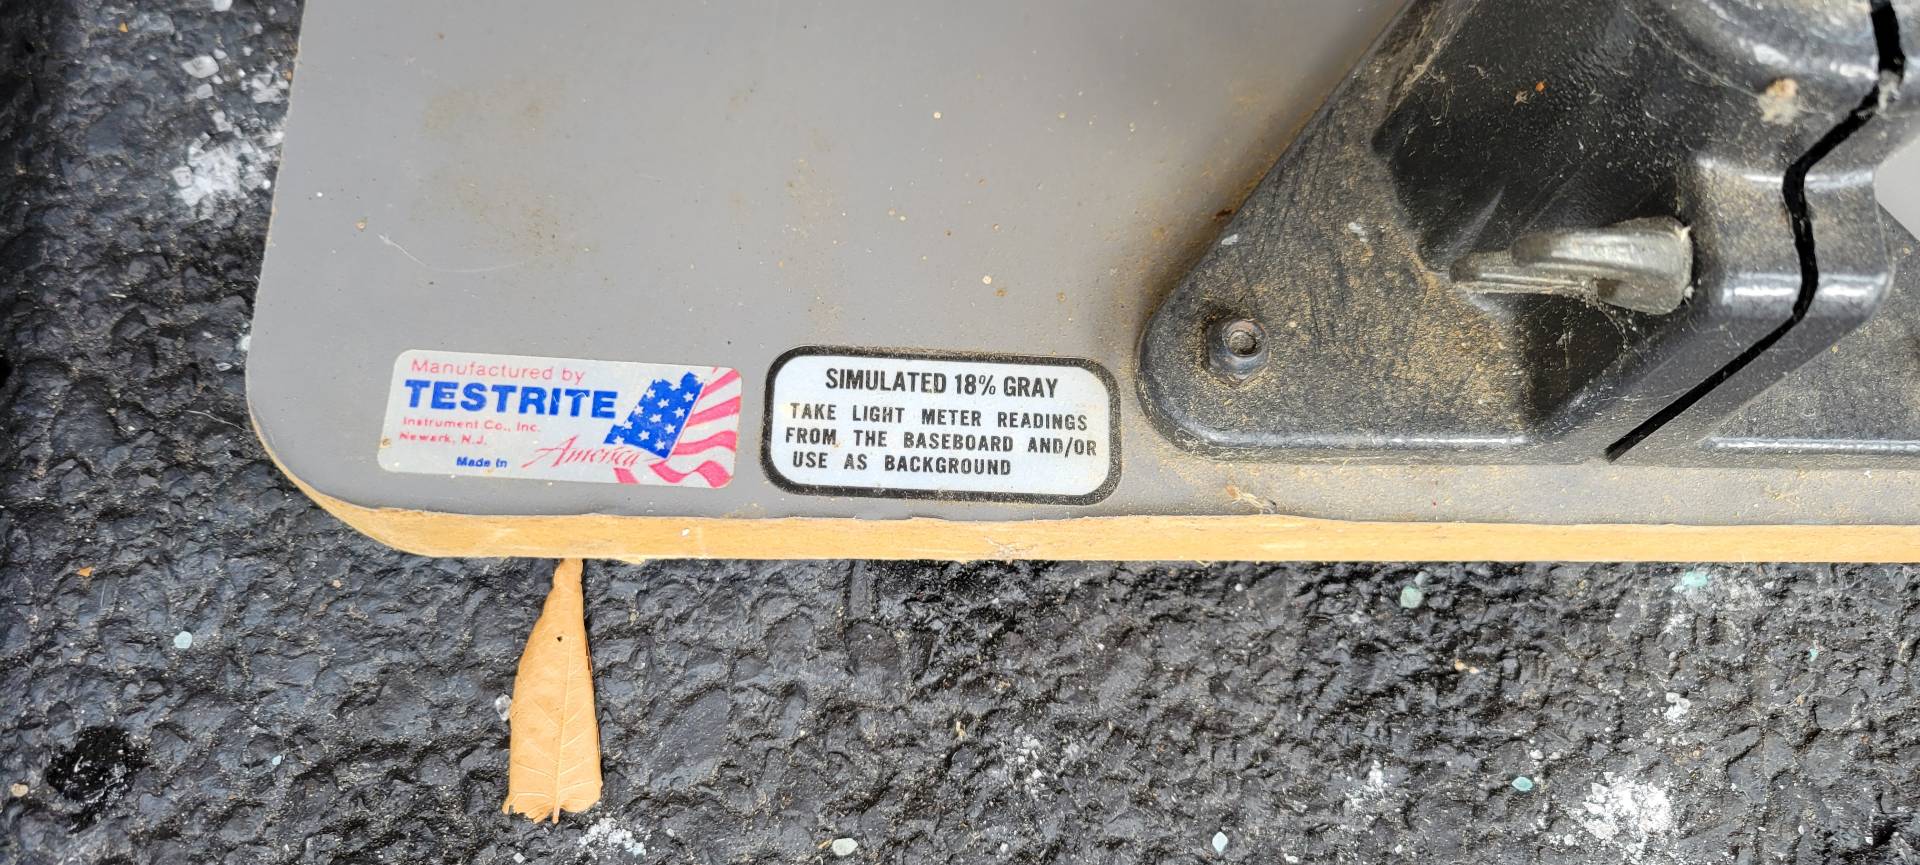 Manufactured by
TESTRITE
Instrument Co., Inc.
Newark, N.J.
Made in America
SIMULATED 18% GRAY
TAKE LIGHT METER READINGS
FROM THE BASEBOARD AND/OR
USE AS BACKGROUND